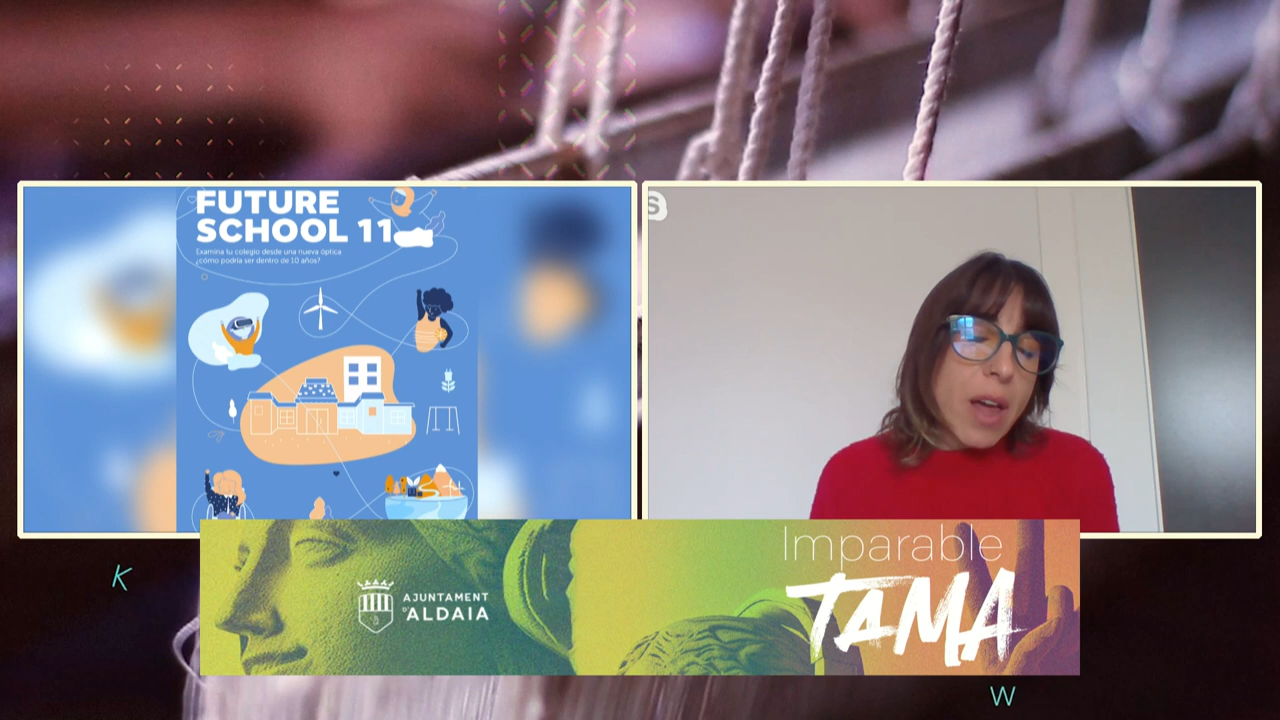 FUTURE
SCHOOL 11
Examina tu colegio desde una nueva óptica
¿cómo podría ser dentro de 10 años?
S
K
AJUNTAMENT
D'ALDAIA
Imparable
TAMA
W